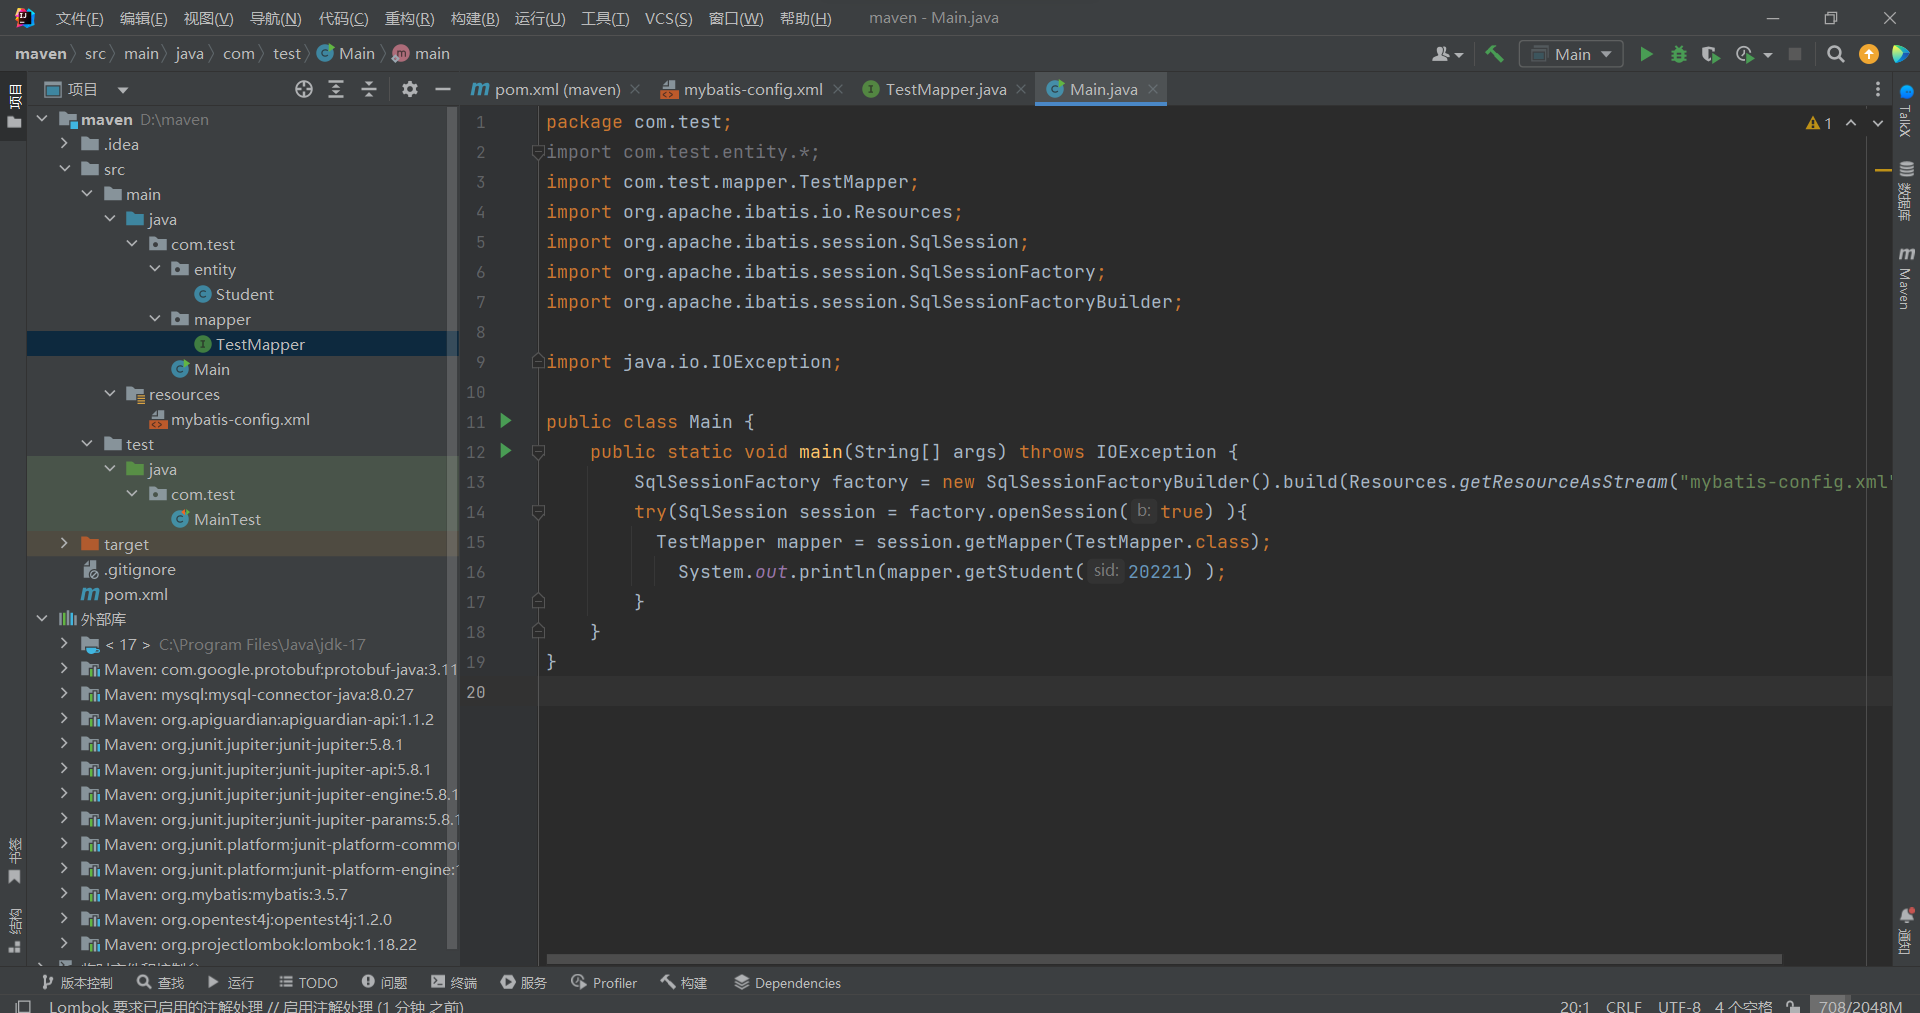 文件(F) 编辑(E) 视图(V) 导航(N) 代码(C) 重构(R) 构建(B) 运行(U) 工具(T) VCS(S) 窗口(W) 帮助(H) maven - Main.java
maven src main java com test Main main
Main
项目
项目
pom.xml (maven) mybatis-config.xml TestMapper.java Main.java
maven D:\maven
.idea
src
main
java
com.test
entity
Student
mapper
TestMapper
Main
resources
mybatis-config.xml
test
java
com.test
MainTest
target
.gitignore
pom.xml
外部库
< 17 > C:\Program Files\Java\jdk-17
Maven: com.google.protobuf:protobuf-java:3.11
Maven: mysql:mysql-connector-java:8.0.27
Maven: org.apiguardian:apiguardian-api:1.1.2
Maven: org.junit.jupiter:junit-jupiter:5.8.1
Maven: org.junit.jupiter:junit-jupiter-api:5.8.1
Maven: org.junit.jupiter:junit-jupiter-engine:5.8.1
Maven: org.junit.jupiter:junit-jupiter-params:5.8.1
Maven: org.junit.platform:junit-platform-commo
Maven: org.junit.platform:junit-platform-engine:
Maven: org.mybatis:mybatis:3.5.7
Maven: org.opentest4j:opentest4j:1.2.0
Maven: org.projectlombok:lombok:1.18.22
书签
结构
1 package com.test;
2 import com.test.entity.*;
3 import com.test.mapper.TestMapper;
4 import org.apache.ibatis.io.Resources;
5 import org.apache.ibatis.session.SqlSession;
6 import org.apache.ibatis.session.SqlSessionFactory;
7 import org.apache.ibatis.session.SqlSessionFactoryBuilder;
8
9 import java.io.IOException;
10
11 public class Main {
12 public static void main(String[] args) throws IOException {
13 SqlSessionFactory factory = new SqlSessionFactoryBuilder().build(Resources.getResourceAsStream("mybatis-config.xml"
14 try(SqlSession session = factory.openSession( b: true) ){
15 TestMapper mapper = session.getMapper(TestMapper.class);
16 System.out.println(mapper.getStudent( sid: 20221) );
17 }
18 }
19 }
20
1
TalkX
数据库
m
Maven
通知
版本控制 查找 运行 TODO 问题 终端 服务 Profiler 构建 Dependencies
Lombok 要求已启用的注解处理 // 启用注解处理 (1 分钟 之前) 20:1 CRLF UTF-8 4 个空格 708/2048M